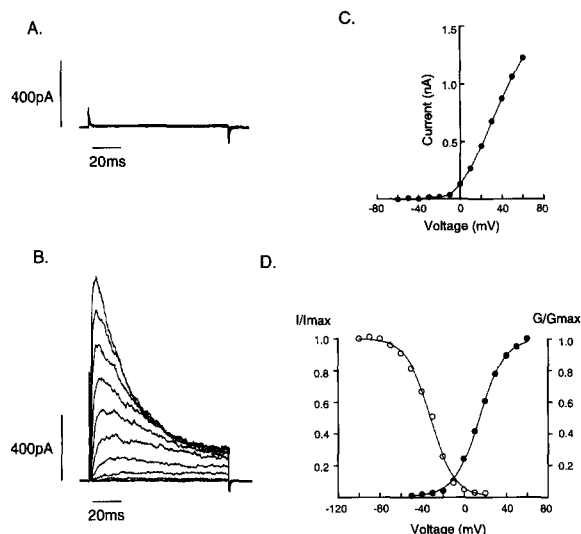 A.
400pA
20ms
B.
400pA
20ms
C.
Current (nA)
1.5
1.0
0.5
-80 -40 0 40 80
Voltage (mV)
D.
I/Imax
G/Gmax
1.0 1.0
0.8 0.8
0.6 0.6
0.4 0.4
0.2 0.2
-120 -80 -40 0 40 80
Voltage (mV)